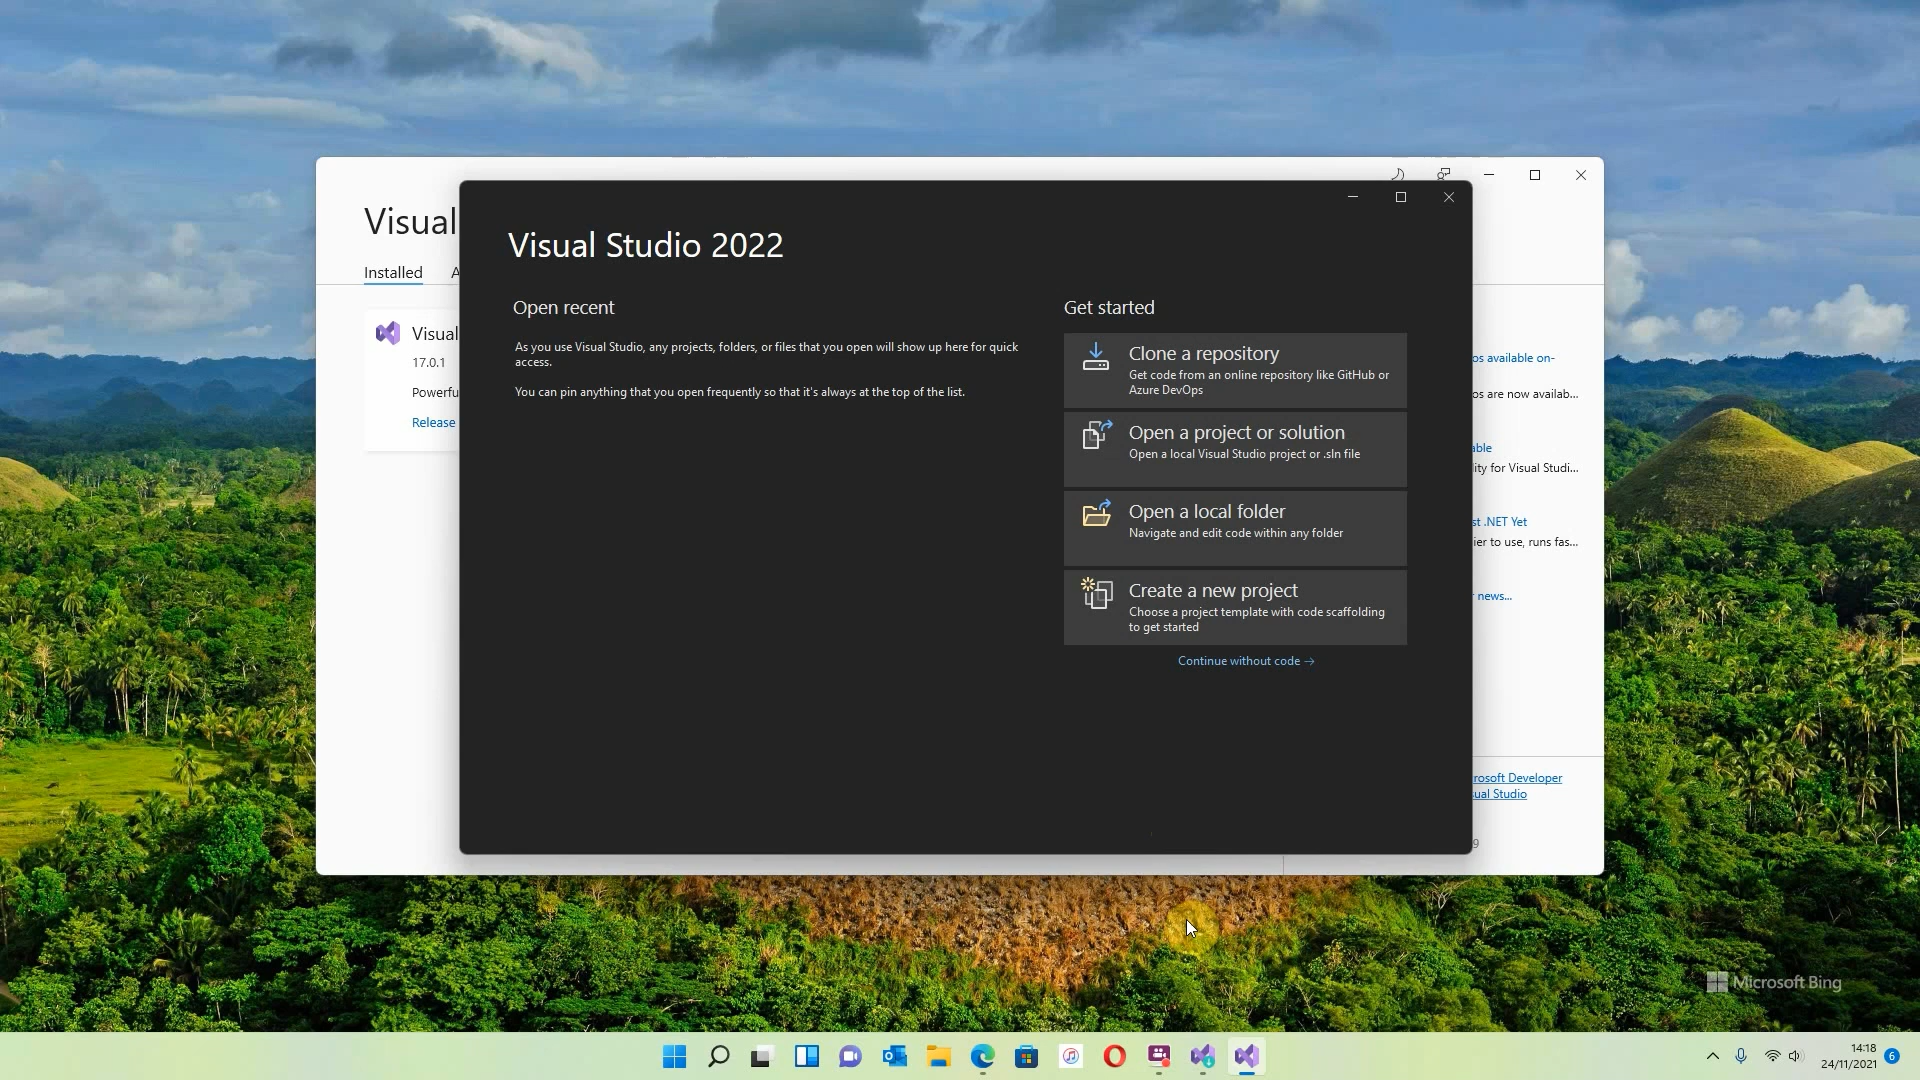 Visual
Installed
A
Visual
17.0.1
Powerfu
Release
Visual Studio 2022
Open recent
As you use Visual Studio, any projects, folders, or files that you open will show up here for quick
access.
You can pin anything that you open frequently so that it's always at the top of the list.
Get started
Clone a repository
Get code from an online repository like GitHub or
Azure DevOps
Open a project or solution
Open a local Visual Studio project or .sln file
Open a local folder
Navigate and edit code within any folder
Create a new project
Choose a project template with code scaffolding
to get started
Continue without code →
os available on-
os are now availab...
able
ity for Visual Studi...
st .NET Yet
ier to use, runs fas...
news...
rosoft Developer
sual Studio
9
Microsoft Bing
14:18
24/11/2021
6